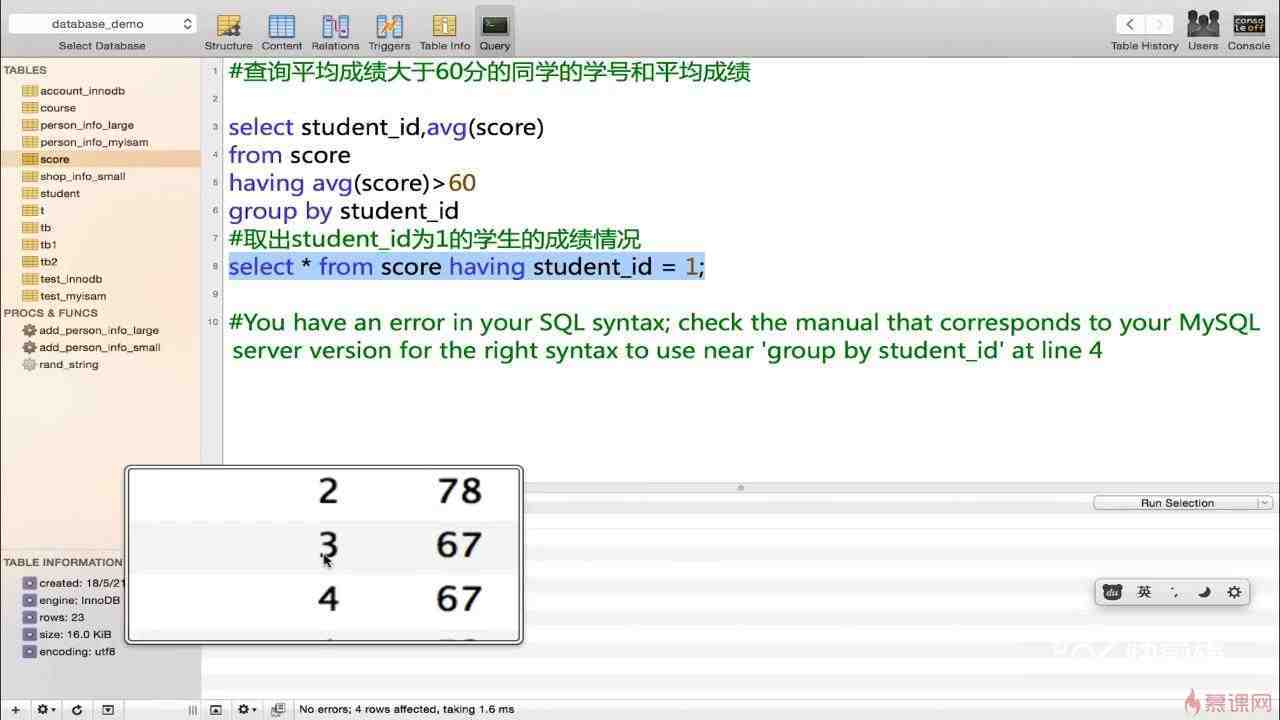 database_demo
Select Database
Structure
Content
Relations
Triggers
Table Info
Query
Table History
Users
Console
conso
le off
TABLES
account_innodb
course
person_info_large
person_info_myisam
score
shop_info_small
student
t
tb
tb1
tb2
test_innodb
test_myisam
PROCS & FUNCS
add_person_info_large
add_person_info_small
rand_string
1 #查询平均成绩大于60分的同学的学号和平均成绩
2
3 select student_id,avg(score)
4 from score
5 having avg(score)>60
6 group by student_id
7 #取出student_id为1的学生的成绩情况
8 select * from score having student_id = 1;
9
10 #You have an error in your SQL syntax; check the manual that corresponds to your MySQL
server version for the right syntax to use near 'group by student_id' at line 4
Run Selection
2 78
3 67
4 67
TABLE INFORMATION
created: 18/5/21
engine: InnoDB
rows: 23
size: 16.0 KiB
encoding: utf8
du 英
No errors; 4 rows affected, taking 1.6 ms
慕课网